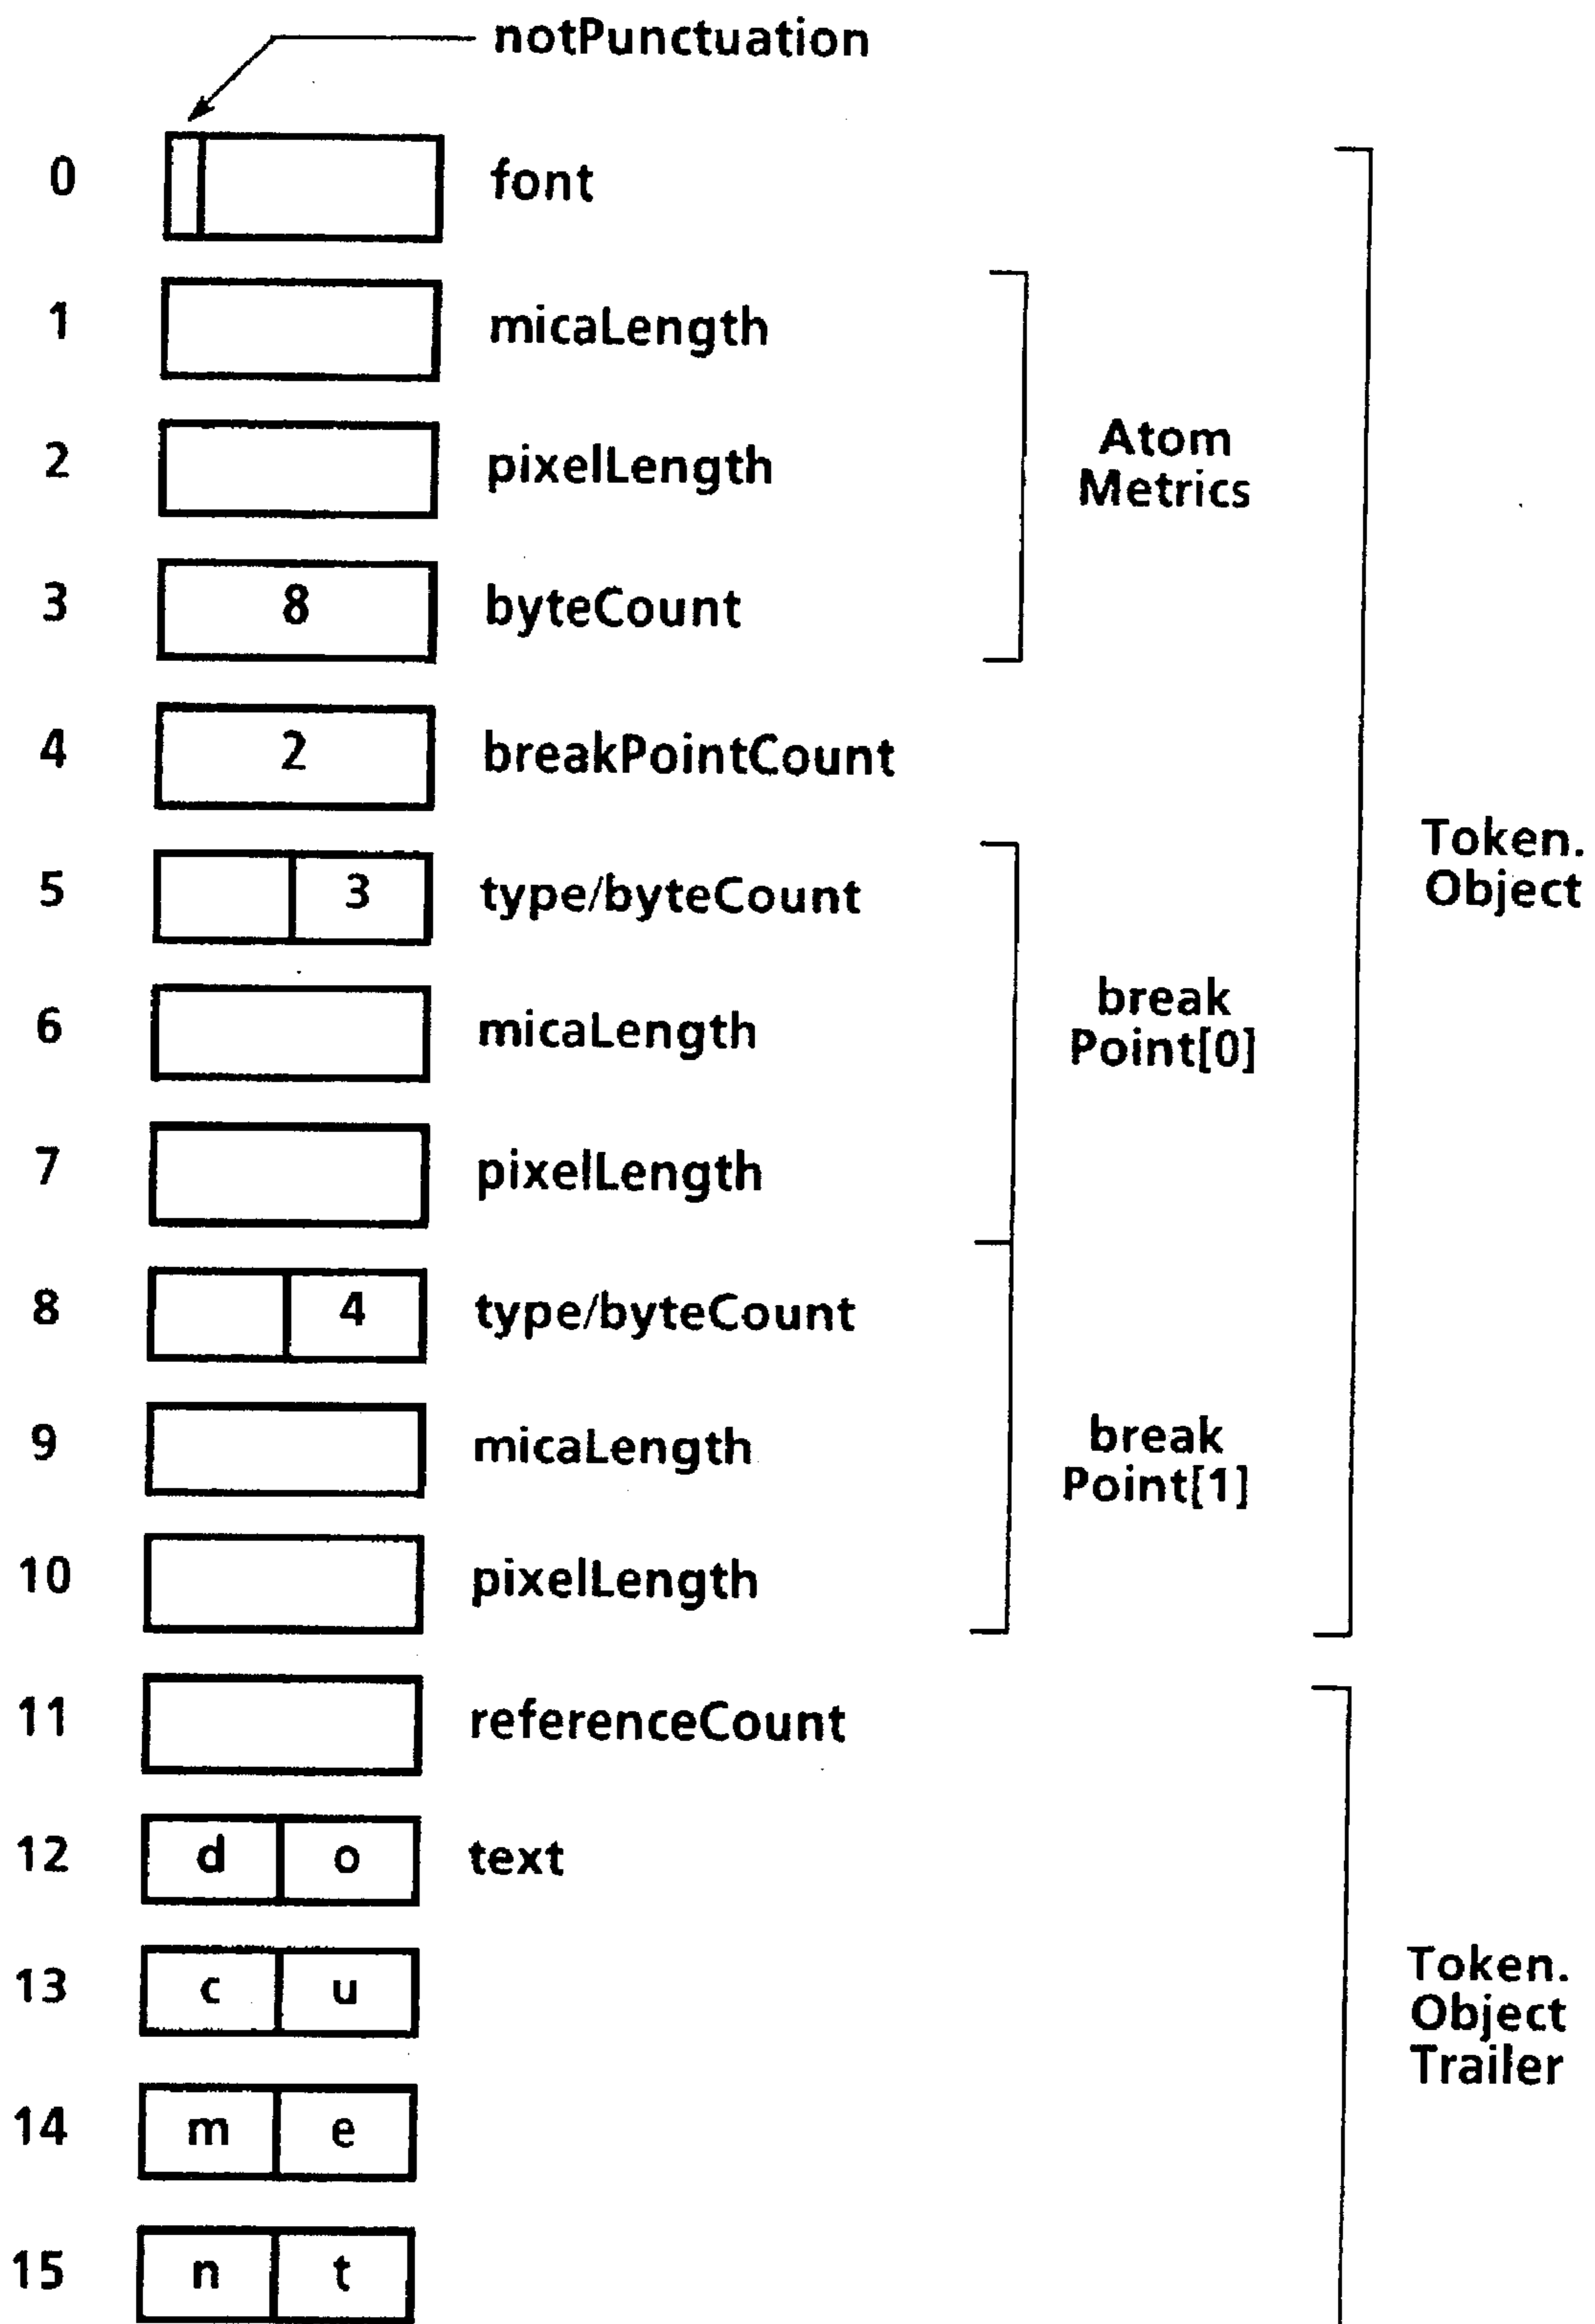 notPunctuation
0 font
1 micaLength
2 pixelLength
Atom
Metrics
3 8 byteCount
4 2 breakPointCount
5 3 type/byteCount
Token.
Object
6 micaLength
break
Point[0]
7 pixelLength
8 4 type/byteCount
9 micaLength
break
Point[1]
10 pixelLength
11 referenceCount
12 d o text
13 c u
Token.
Object
Trailer
14 m e
15 n t